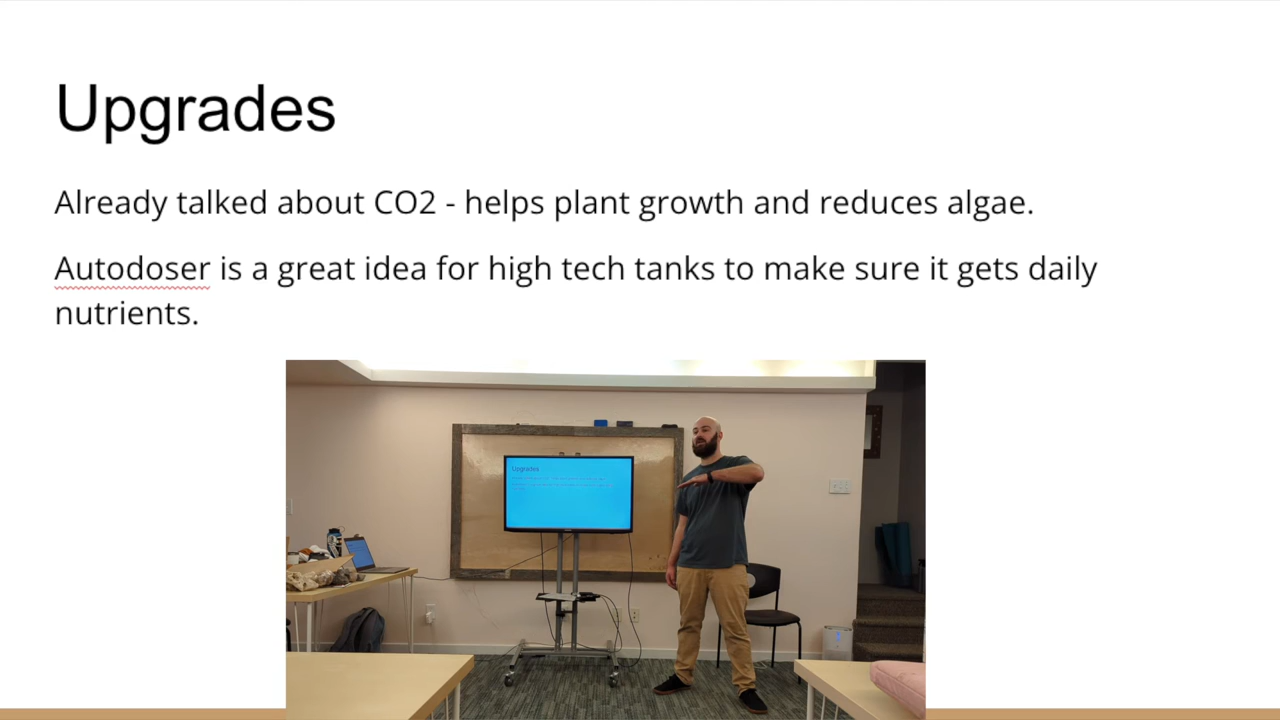 Upgrades
Already talked about CO2 - helps plant growth and reduces algae.
Autodoser is a great idea for high tech tanks to make sure it gets daily
nutrients.
Upgrades